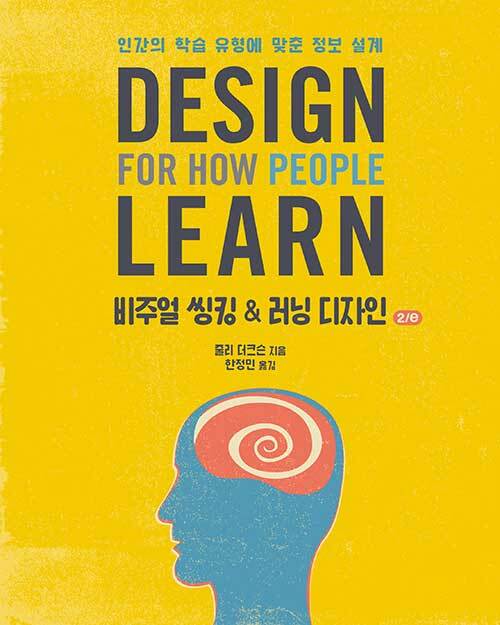 인간의 학습 유형에 맞춘 정보 설계
DESIGN
FOR HOW PEOPLE
LEARN
비주얼 씽킹 & 러닝 디자인 2/e
줄리 더크슨 지음
한정민 옮김